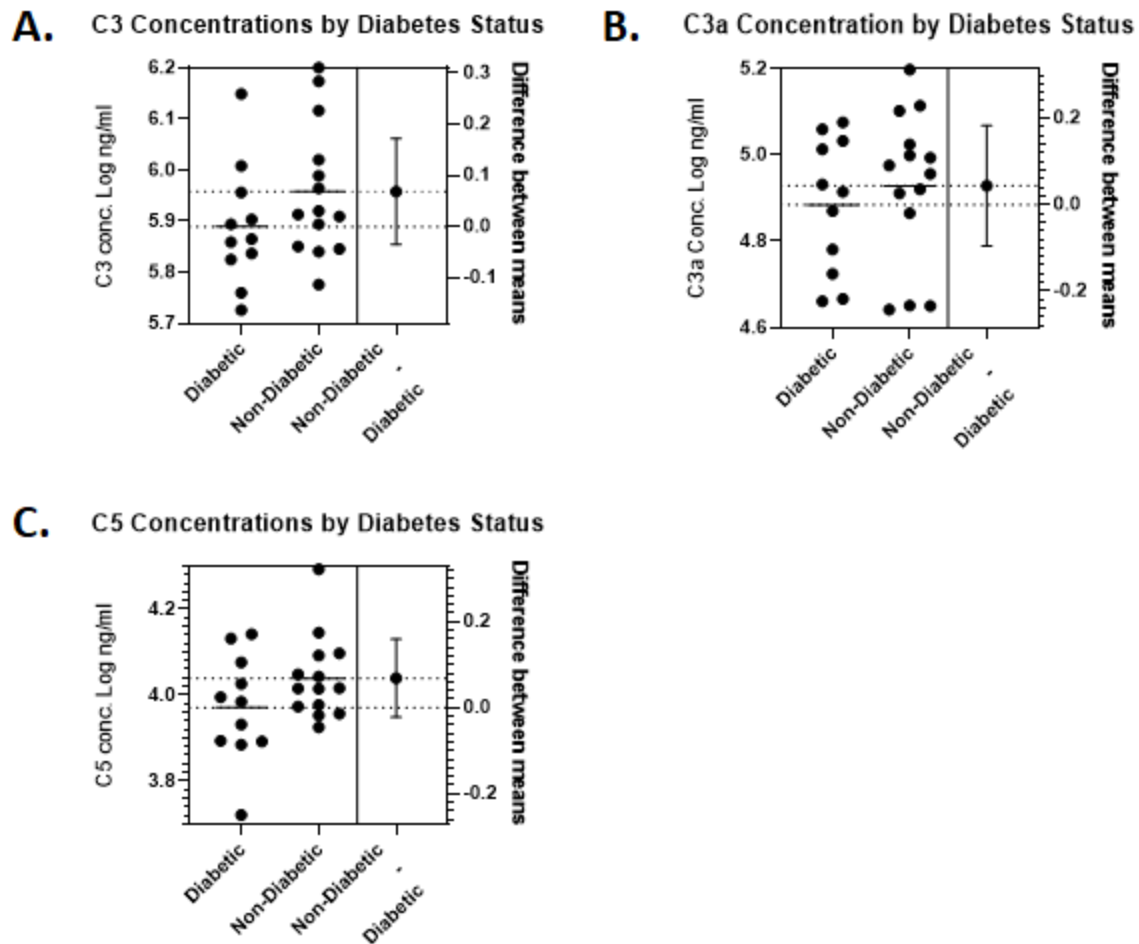 A.
C3 Concentrations by Diabetes Status
C3 conc. Log ng/ml
6.2
6.1
6.0
5.9
5.8
5.7
0.3
0.2
0.1
0.0
-0.1
Difference between means
Diabetic
Non-Diabetic
Non-Diabetic
-
Diabetic
B.
C3a Concentration by Diabetes Status
C3a Conc. Log ng/ml
5.2
5.0
4.8
4.6
0.2
0.0
-0.2
Difference between means
Diabetic
Non-Diabetic
Non-Diabetic
-
Diabetic
C.
C5 Concentrations by Diabetes Status
C5 conc. Log ng/ml
4.2
4.0
3.8
0.2
0.0
-0.2
Difference between means
Diabetic
Non-Diabetic
Non-Diabetic
-
Diabetic